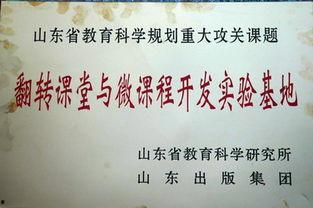 山东省教育科学规划重大攻关课题
翻转课堂与微课程开发实验基地
山东省教育科学研究所
山东出版集团